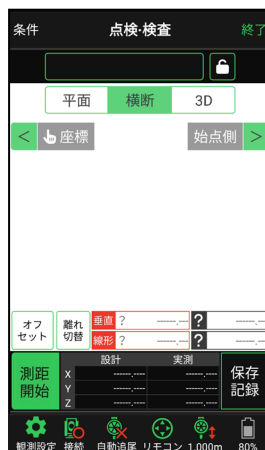 条件 点検・検査 終了
平面 横断 3D
< 座標 始点側 >
オフセット 離れ切替 垂直 ? -----.--- ? -----.---
線形 ? -----.--- ? -----.---
設計 実測
測距開始 X -----.--- -----.--- 保存記録
Y -----.--- -----.---
Z -----.--- -----.---
観測設定 接続 自動追尾 リモコン 1.000m 80%